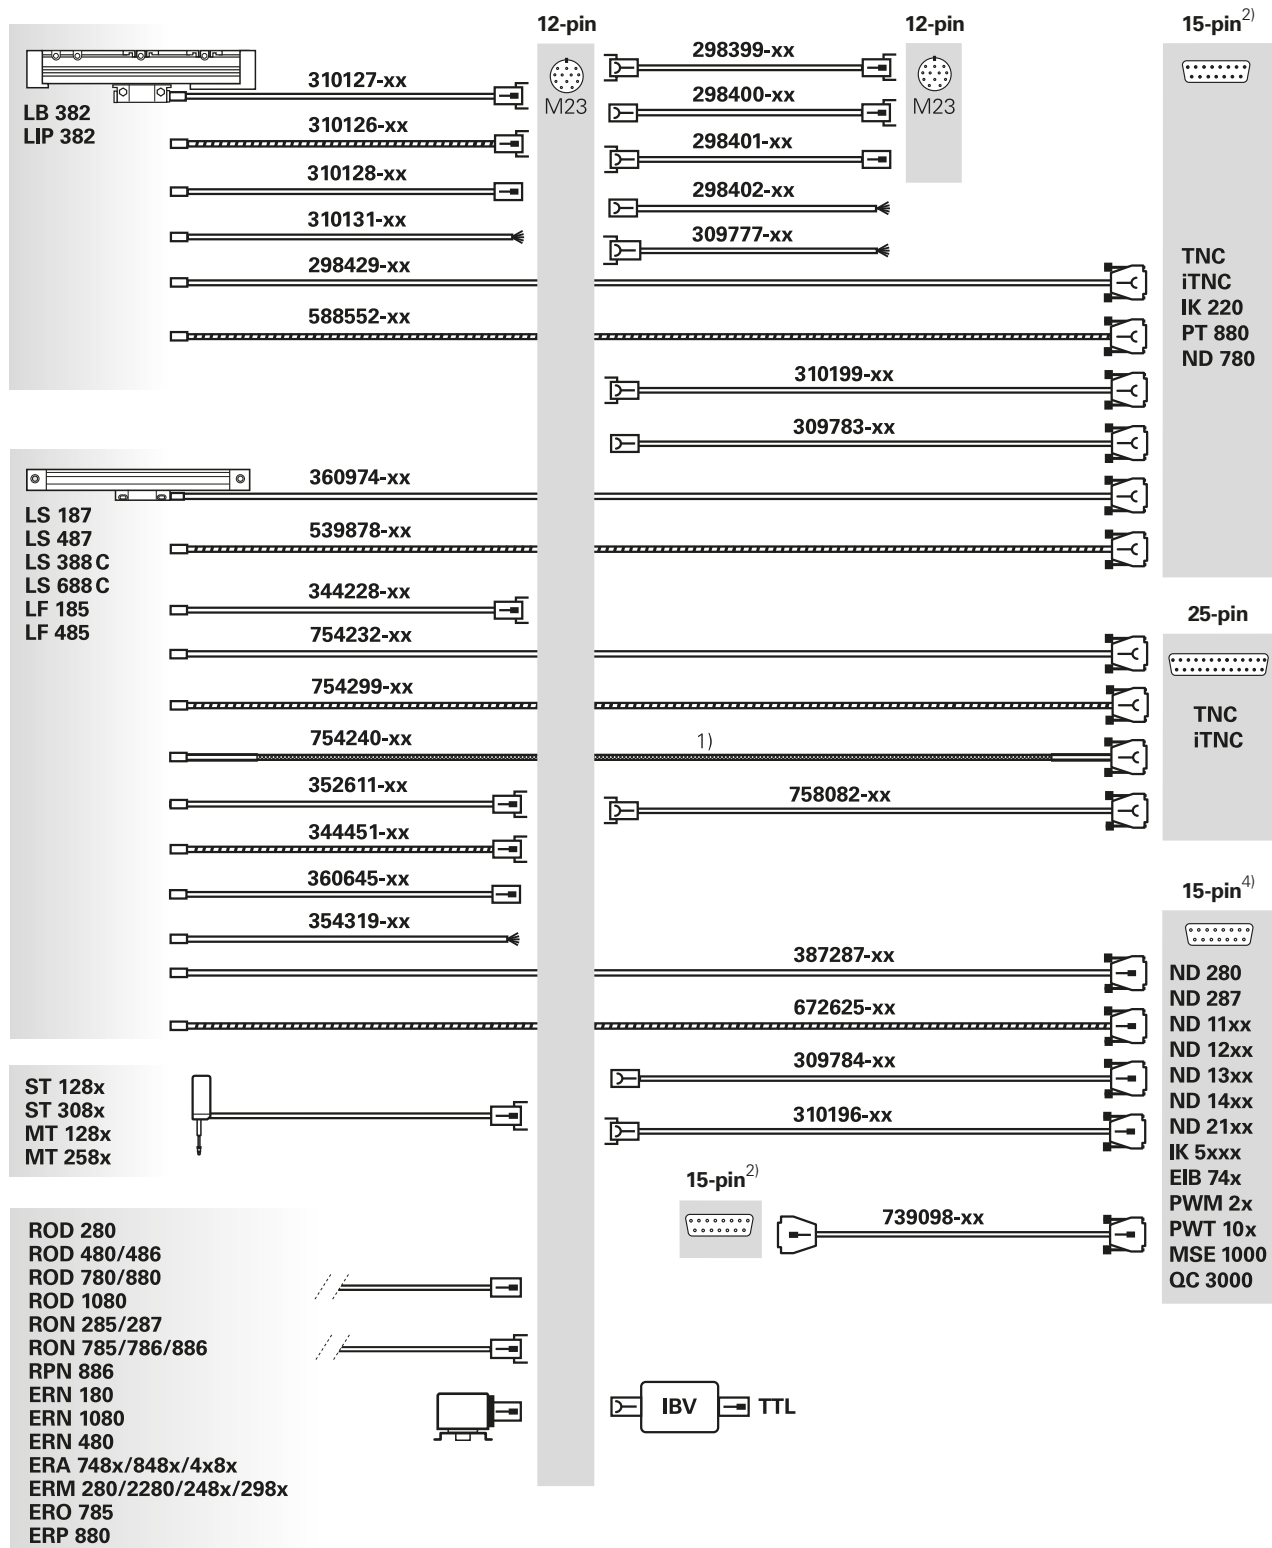 12-pin
12-pin
15-pin2)
M23
M23
LB 382
LIP 382
310127-xx
310126-xx
310128-xx
310131-xx
298429-xx
588552-xx
298399-xx
298400-xx
298401-xx
298402-xx
309777-xx
310199-xx
309783-xx
TNC
iTNC
IK 220
PT 880
ND 780
LS 187
LS 487
LS 388 C
LS 688 C
LF 185
LF 485
360974-xx
539878-xx
344228-xx
754232-xx
754299-xx
754240-xx
1)
352611-xx
758082-xx
344451-xx
360645-xx
354319-xx
25-pin
TNC
iTNC
15-pin4)
387287-xx
672625-xx
309784-xx
310196-xx
ND 280
ND 287
ND 11xx
ND 12xx
ND 13xx
ND 14xx
ND 21xx
IK 5xxx
EIB 74x
PWM 2x
PWT 10x
MSE 1000
QC 3000
ST 128x
ST 308x
MT 128x
MT 258x
15-pin2)
739098-xx
ROD 280
ROD 480/486
ROD 780/880
ROD 1080
RON 285/287
RON 785/786/886
RPN 886
ERN 180
ERN 1080
ERN 480
ERA 748x/848x/4x8x
ERM 280/2280/248x/298x
ERO 785
ERP 880
IBV
TTL